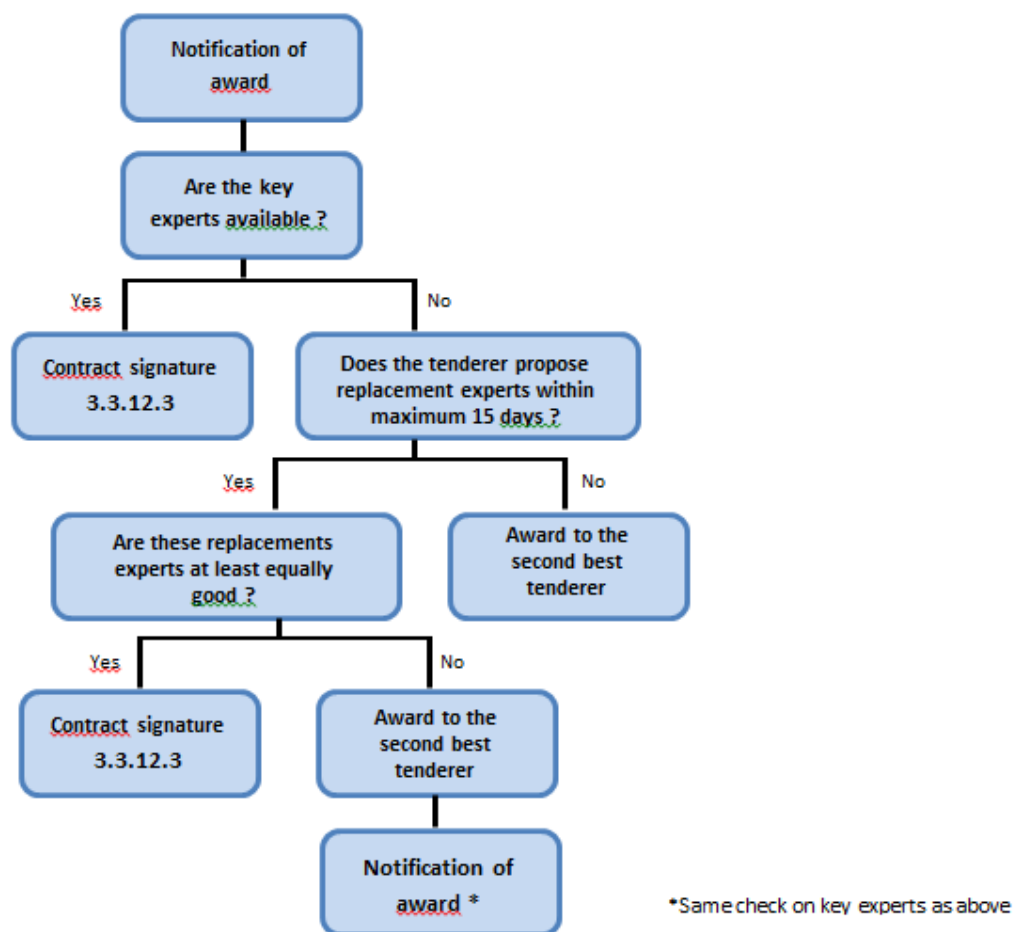 Notification of
award
Are the key
experts available ?
Yes
No
Contract signature
3.3.12.3
Does the tenderer propose
replacement experts within
maximum 15 days ?
Yes
No
Are these replacements
experts at least equally
good ?
Award to the
second best
tenderer
Yes
No
Contract signature
3.3.12.3
Award to the
second best
tenderer
Notification of
award *
*Same check on key experts as above